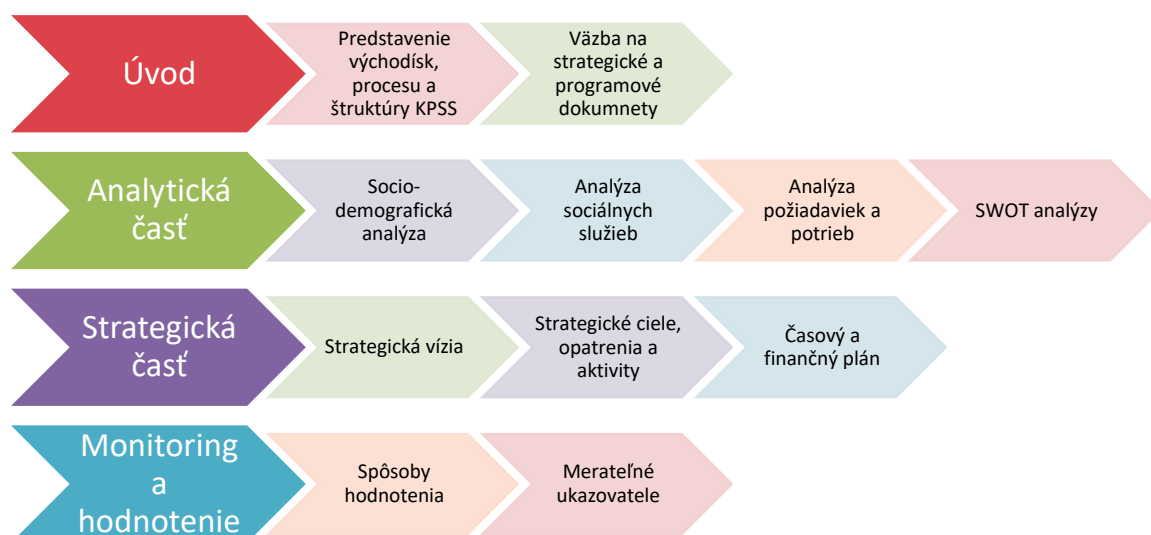 Úvod
Predstavenie
východísk,
procesu a
štruktúry KPSS
Väzba na
strategické a
programové
dokumnety
Analytická
časť
Socio-
demografická
analýza
Analýza
sociálnych
služieb
Analýza
požiadaviek a
potrieb
SWOT analýzy
Strategická
časť
Strategická vízia
Strategické ciele,
opatrenia a
aktivity
Časový a
finančný plán
Monitoring
a
hodnotenie
Spôsoby
hodnotenia
Merateľné
ukazovatele